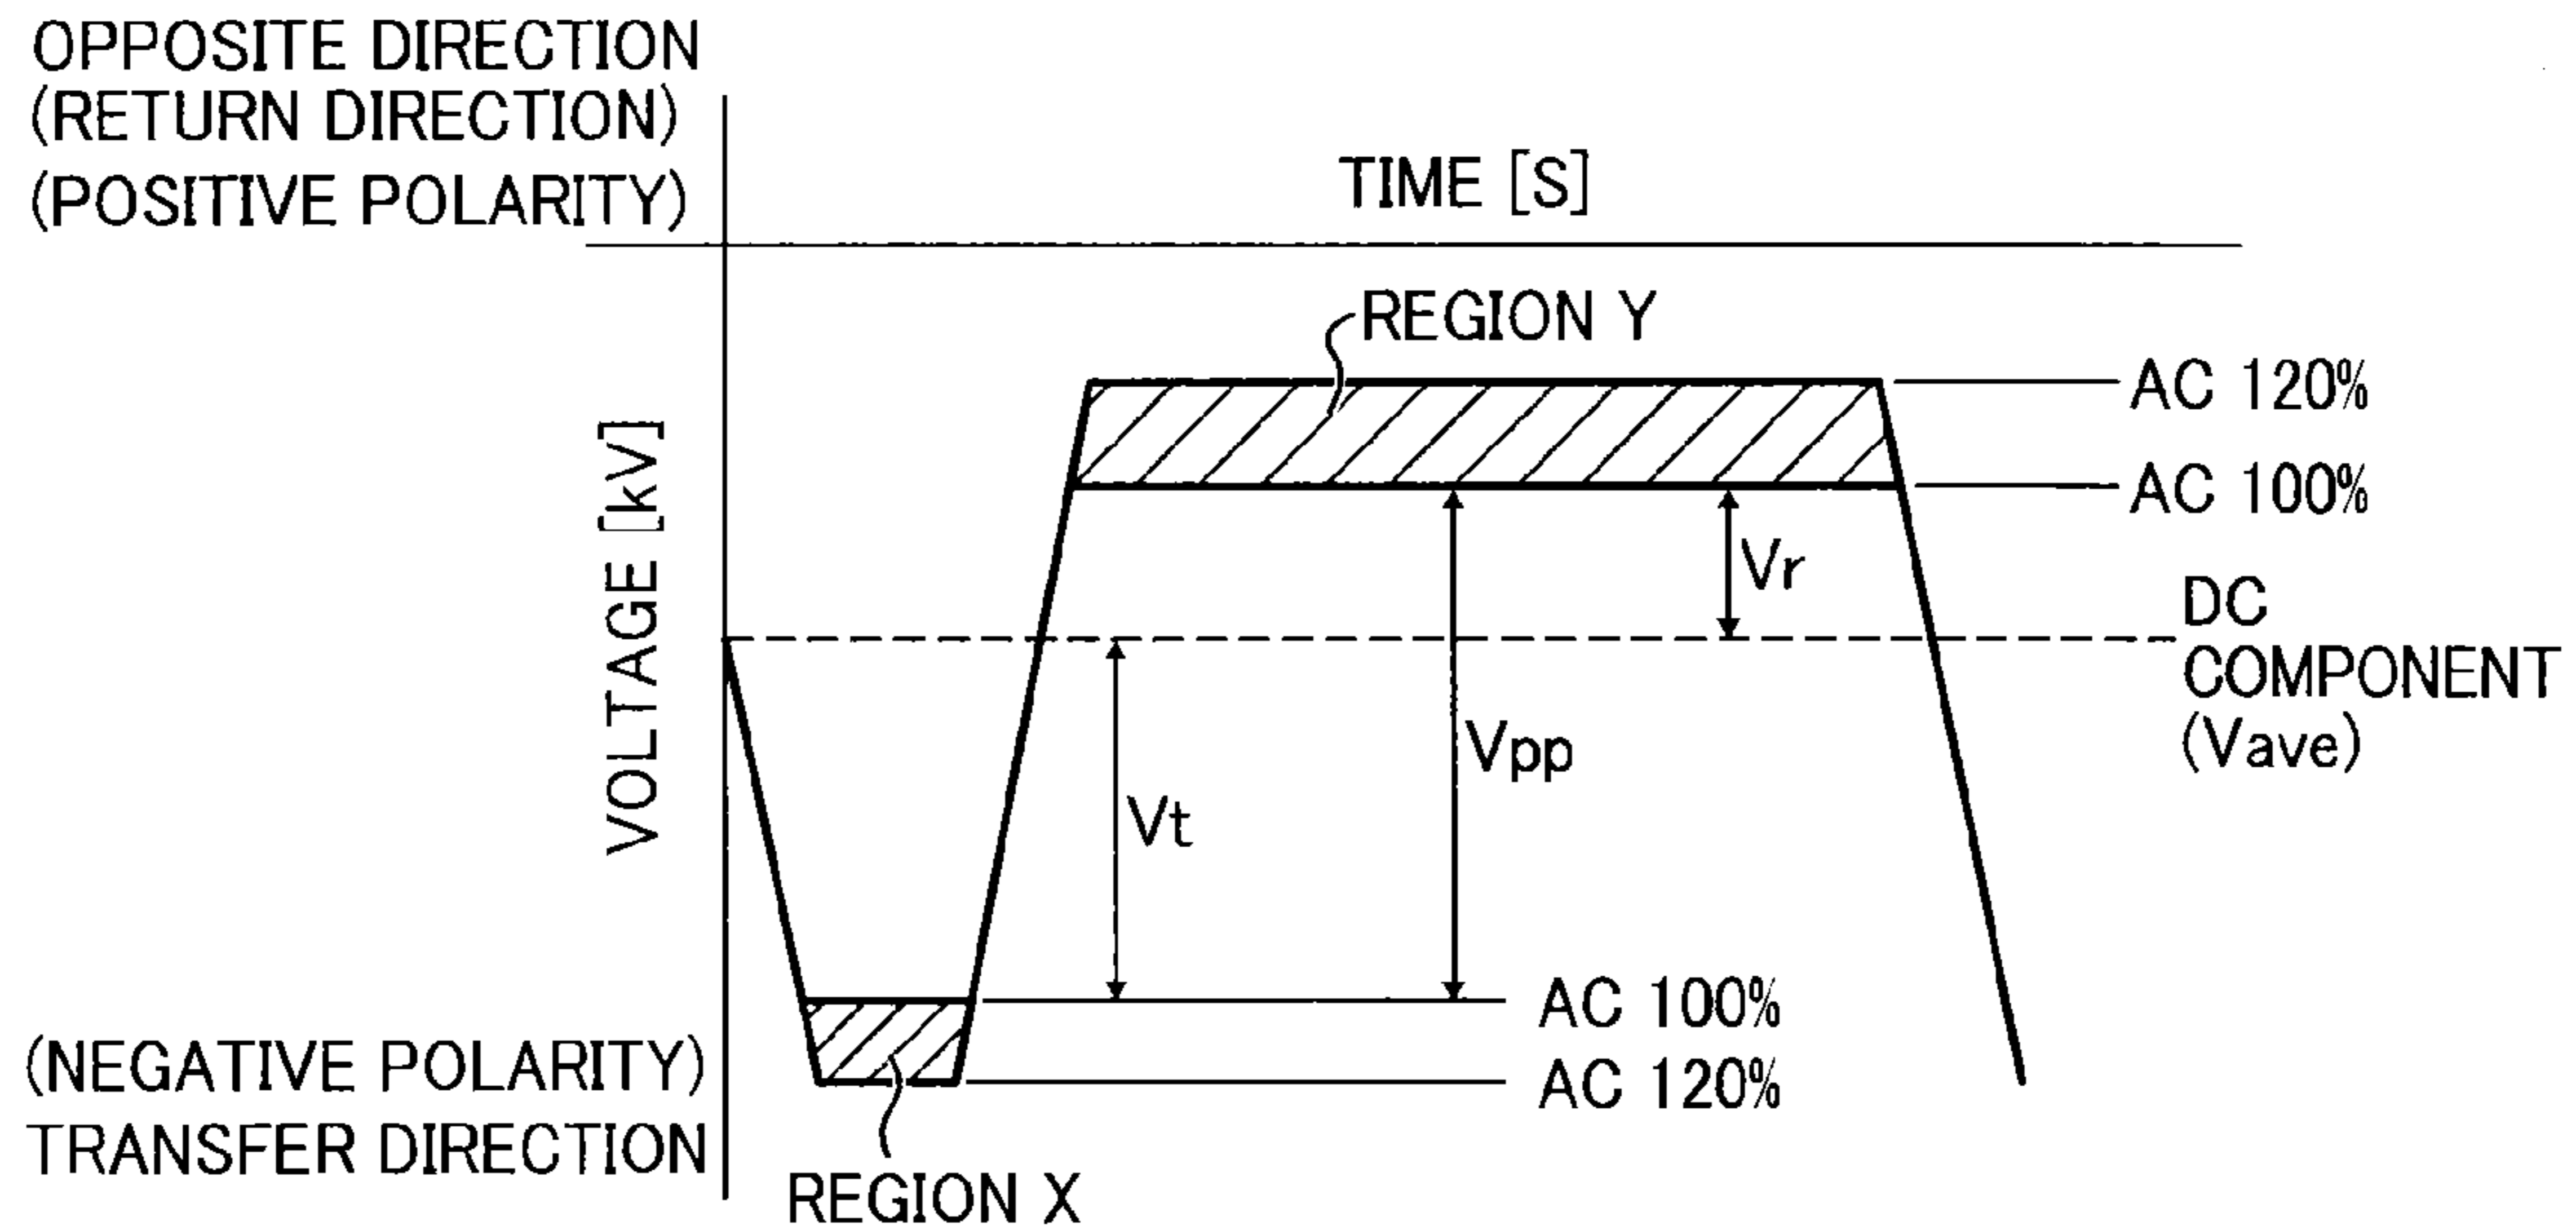 OPPOSITE DIRECTION
(RETURN DIRECTION)
(POSITIVE POLARITY)
TIME [S]
REGION Y
AC 120%
AC 100%
VOLTAGE [kV]
Vr
DC
COMPONENT
(Vave)
Vpp
Vt
AC 100%
AC 120%
(NEGATIVE POLARITY)
TRANSFER DIRECTION
REGION X